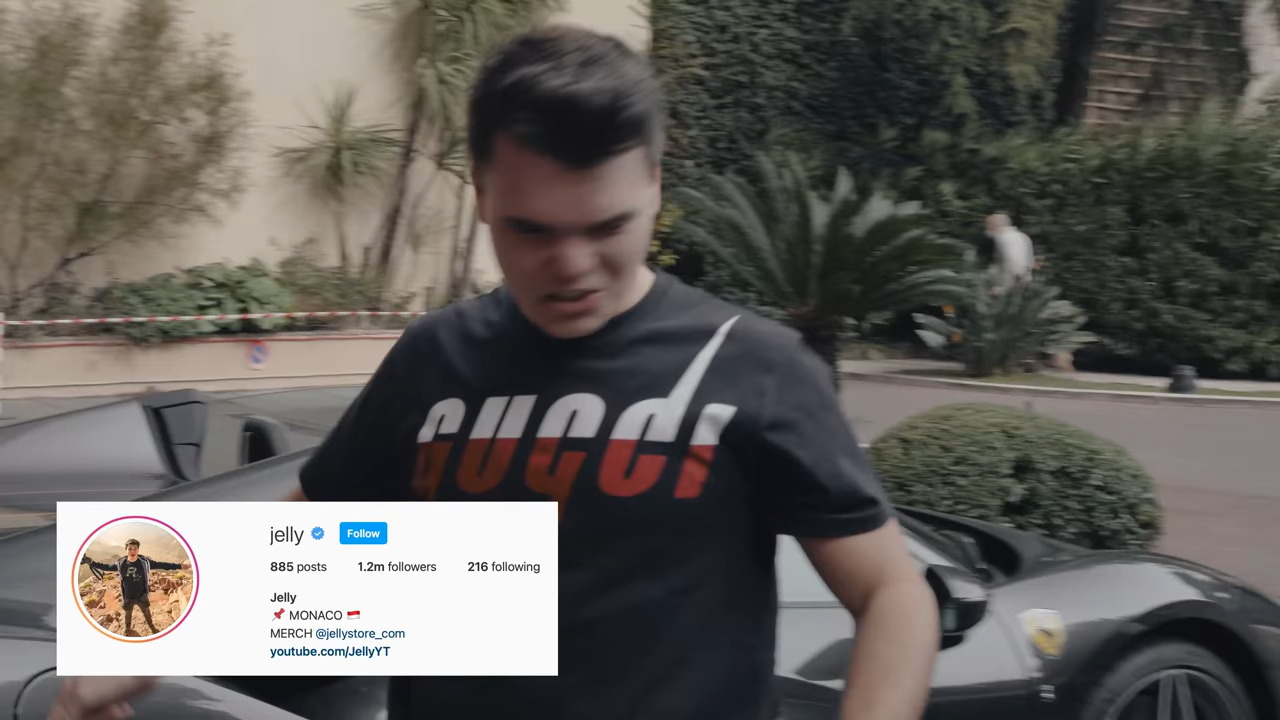 GUCCI
jelly Follow
885 posts 1.2m followers 216 following
Jelly
📌 MONACO 🇲🇨
MERCH @jellystore_com
youtube.com/JellyYT